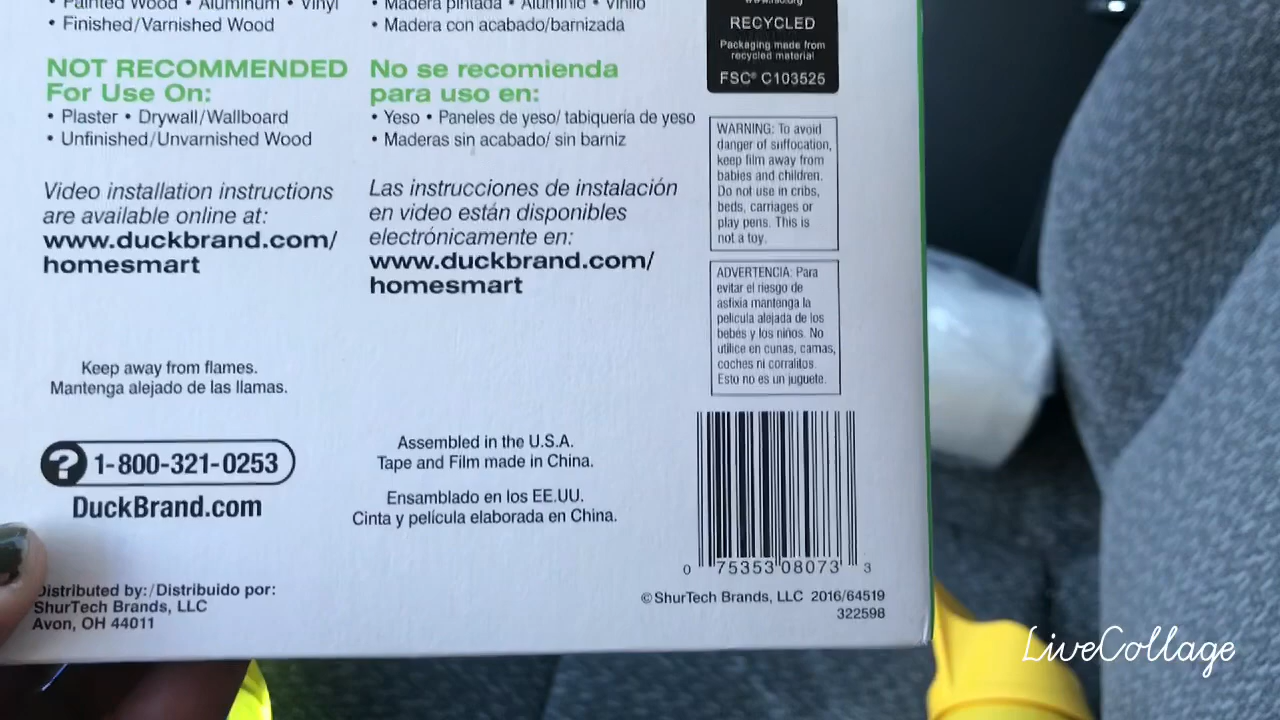 Painted Wood • Aluminum • Vinyl
• Finished/Varnished Wood
NOT RECOMMENDED
For Use On:
• Plaster • Drywall/Wallboard
• Unfinished/Unvarnished Wood
Video installation instructions
are available online at:
www.duckbrand.com/
homesmart
• Madera pintada • Aluminio • Vinilo
• Madera con acabado/barnizada
No se recomienda
para uso en:
• Yeso • Paneles de yeso/ tabiquería de yeso
• Maderas sin acabado/ sin barniz
Las instrucciones de instalación
en video están disponibles
electrónicamente en:
www.duckbrand.com/
homesmart
www.fsc.org
RECYCLED
Packaging made from
recycled material
FSC® C103525
WARNING: To avoid
danger of suffocation,
keep film away from
babies and children.
Do not use in cribs,
beds, carriages or
play pens. This is
not a toy.
ADVERTENCIA: Para
evitar el riesgo de
asfixia mantenga la
película alejada de los
bebés y los niños. No
utilice en cunas, camas,
coches ni corralitos.
Esto no es un juguete.
Keep away from flames.
Mantenga alejado de las llamas.
? 1-800-321-0253
DuckBrand.com
Assembled in the U.S.A.
Tape and Film made in China.
Ensamblado en los EE.UU.
Cinta y película elaborada en China.
0 75353 08073 3
Distributed by:/Distribuido por:
ShurTech Brands, LLC
Avon, OH 44011
© ShurTech Brands, LLC 2016/64519
322598
LiveCollage